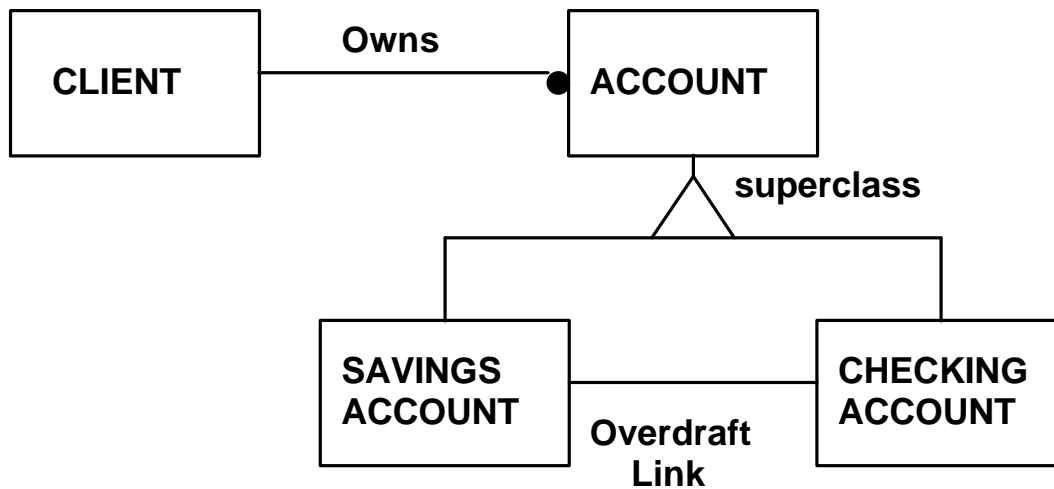 Owns
CLIENT
ACCOUNT
superclass
SAVINGS
ACCOUNT
CHECKING
ACCOUNT
Overdraft
Link